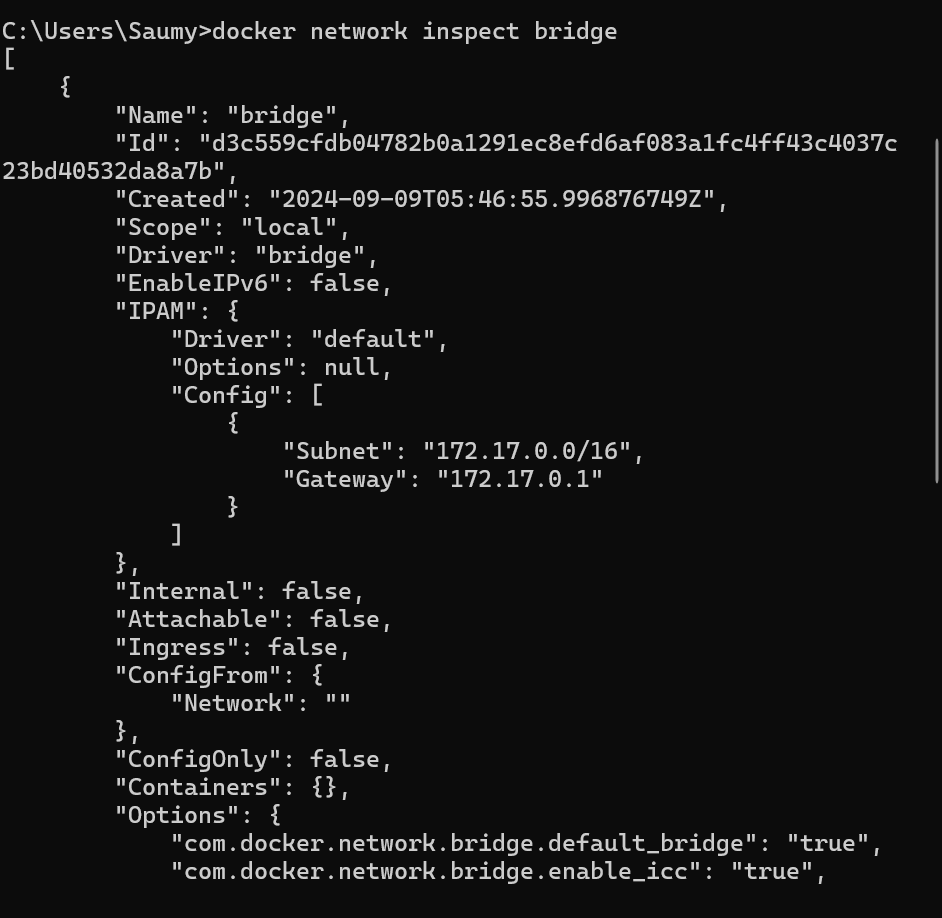 C:\Users\Saumy>docker network inspect bridge
[
    {
        "Name": "bridge",
        "Id": "d3c559cfdb04782b0a1291ec8efd6af083a1fc4ff43c4037c
23bd40532da8a7b",
        "Created": "2024-09-09T05:46:55.996876749Z",
        "Scope": "local",
        "Driver": "bridge",
        "EnableIPv6": false,
        "IPAM": {
            "Driver": "default",
            "Options": null,
            "Config": [
                {
                    "Subnet": "172.17.0.0/16",
                    "Gateway": "172.17.0.1"
                }
            ]
        },
        "Internal": false,
        "Attachable": false,
        "Ingress": false,
        "ConfigFrom": {
            "Network": ""
        },
        "ConfigOnly": false,
        "Containers": {},
        "Options": {
            "com.docker.network.bridge.default_bridge": "true",
            "com.docker.network.bridge.enable_icc": "true",